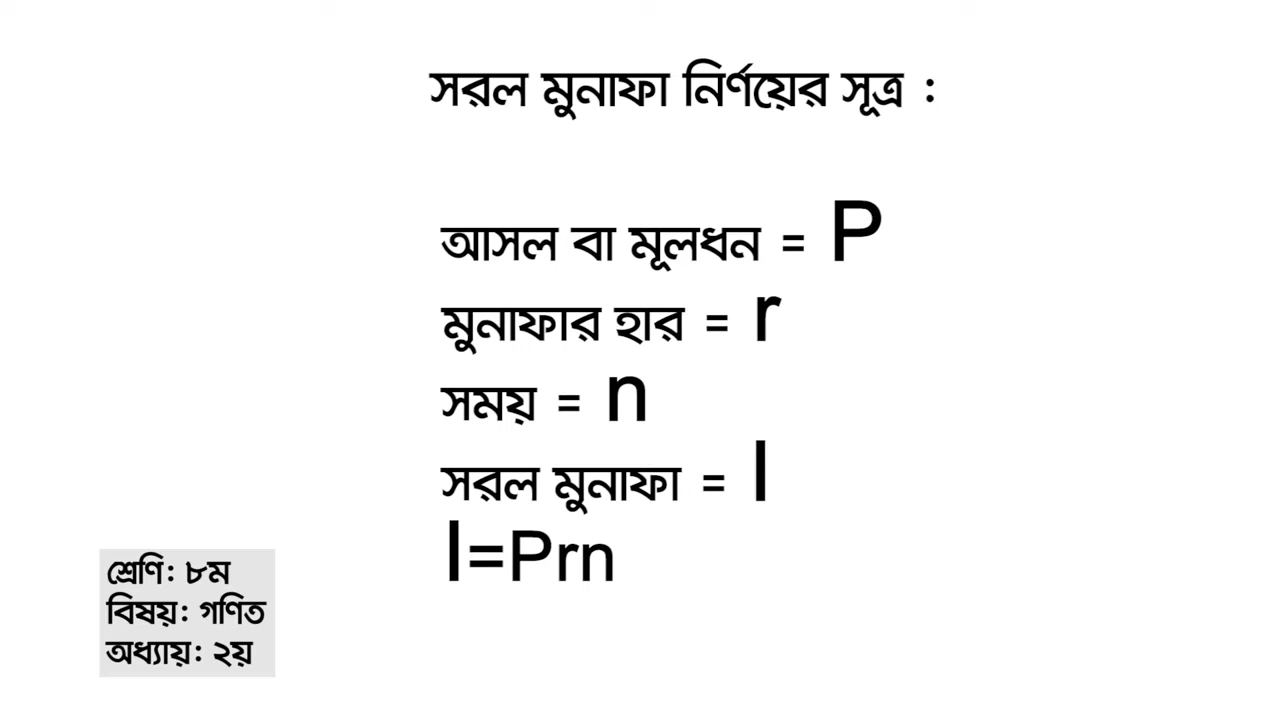 সরল মুনাফা নির্ণয়ের সূত্র :
আসল বা মূলধন = P
মুনাফার হার = r
সময় = n
সরল মুনাফা = I
I=Prn
শ্রেণি: ৮ম
বিষয়: গণিত
অধ্যায়: ২য়